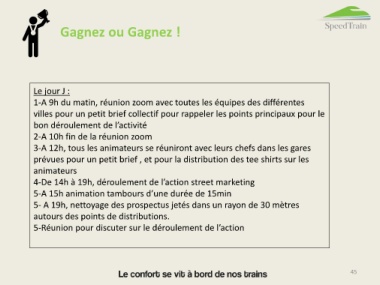 Gagnez ou Gagnez !
SpeedTrain
Le jour J :
1-A 9h du matin, réunion zoom avec toutes les équipes des différentes
villes pour un petit brief collectif pour rappeler les points principaux pour le
bon déroulement de l'activité
2-A 10h fin de la réunion zoom
3-A 12h, tous les animateurs se réuniront avec leurs chefs dans les gares
prévues pour un petit brief , et pour la distribution des tee shirts sur les
animateurs
4-De 14h à 19h, déroulement de l'action street marketing
5-A 15h animation tambours d'une durée de 15min
5- A 19h, nettoyage des prospectus jetés dans un rayon de 30 mètres
autours des points de distributions.
5-Réunion pour discuter sur le déroulement de l'action
Le confort se vit à bord de nos trains
45